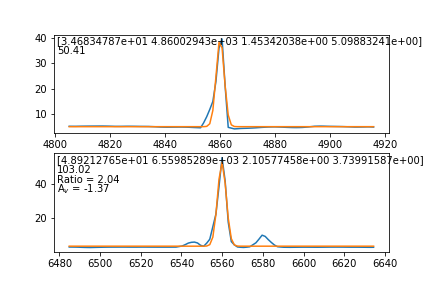 [3.46834787e+01 4.86002943e+03 1.45342038e+00 5.09883241e+00]
50.41
40
30
20
10
4800 4820 4840 4860 4880 4900 4920
[4.89212765e+01 6.55985289e+03 2.10577458e+00 3.73991587e+00]
103.02
Ratio = 2.04
Av = -1.37
40
20
6480 6500 6520 6540 6560 6580 6600 6620 6640